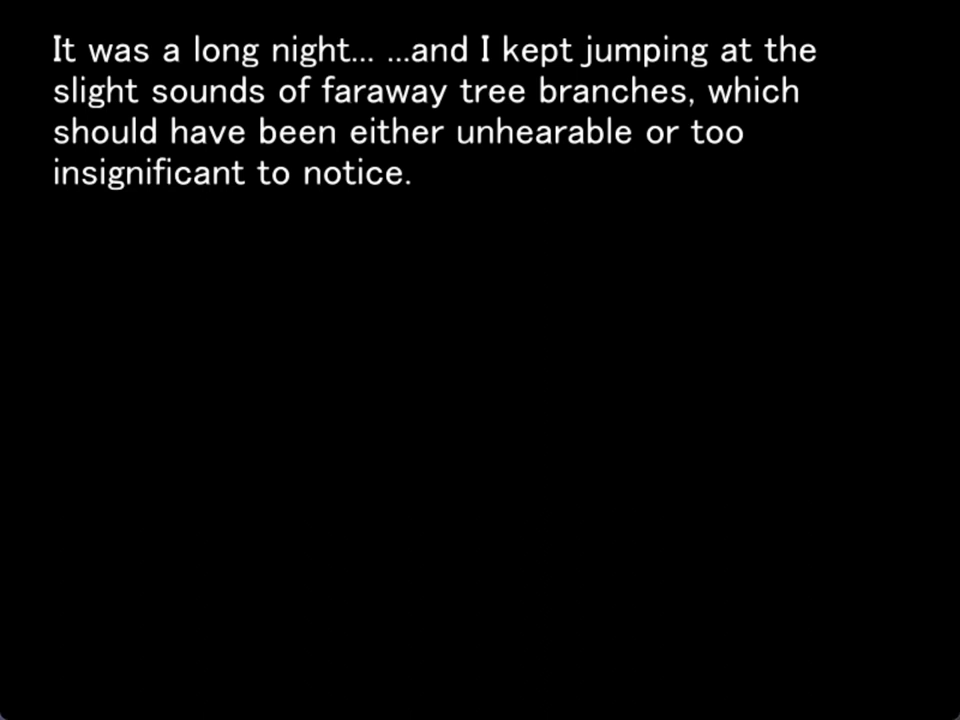 It was a long night... ...and I kept jumping at the
slight sounds of faraway tree branches, which
should have been either unhearable or too
insignificant to notice.